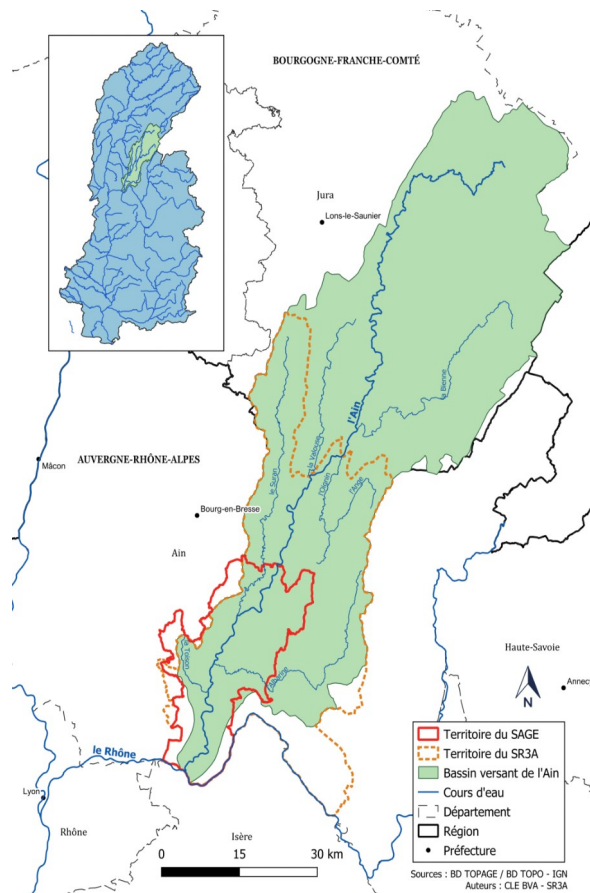 BOURGOGNE-FRANCHE-COMTÉ
Jura
Lons-le-Saunier
la Bienne
l'Ain
la Valouse
le Suran
l'Oignin
l'Ange
Mâcon
AUVERGNE-RHÔNE-ALPES
Bourg-en-Bresse
Ain
le Toison
l'Albarine
Haute-Savoie
N
Annecy
le Rhône
Lyon
Rhône
Isère
0 15 30 km
Territoire du SAGE
Territoire du SR3A
Bassin versant de l'Ain
Cours d'eau
Département
Région
Préfecture
Sources : BD TOPAGE / BD TOPO - IGN
Auteurs : CLE BVA - SR3A